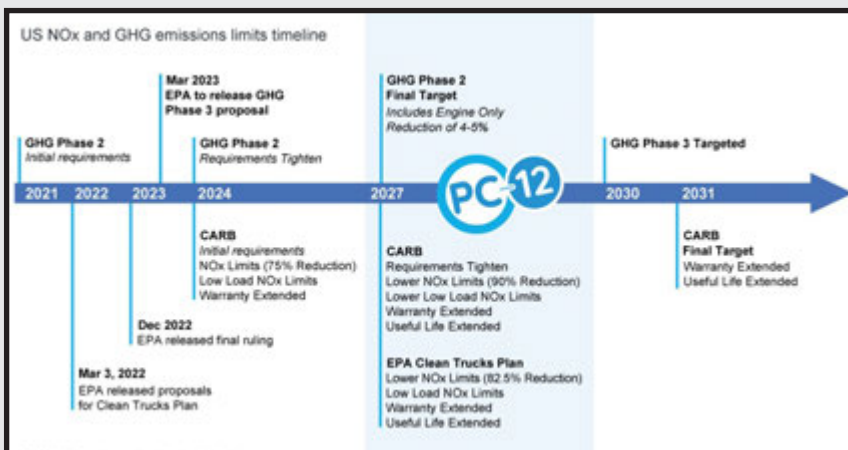 US NOx and GHG emissions limits timeline
Mar 2023
EPA to release GHG
Phase 3 proposal
GHG Phase 2
Final Target
Includes Engine Only
Reduction of 4-5%
GHG Phase 2
Initial requirements
GHG Phase 2
Requirements Tighten
GHG Phase 3 Targeted
2021 2022 2023 2024 2027 PC-12 2030 2031
CARB
Initial requirements
NOx Limits (75% Reduction)
Low Load NOx Limits
Warranty Extended
CARB
Requirements Tighten
Lower NOx Limits (90% Reduction)
Lower Low Load NOx Limits
Warranty Extended
Useful Life Extended
CARB
Final Target
Warranty Extended
Useful Life Extended
Dec 2022
EPA released final ruling
Mar 3, 2022
EPA released proposals
for Clean Trucks Plan
EPA Clean Trucks Plan
Lower NOx Limits (82.5% Reduction)
Low Load NOx Limits
Warranty Extended
Useful Life Extended